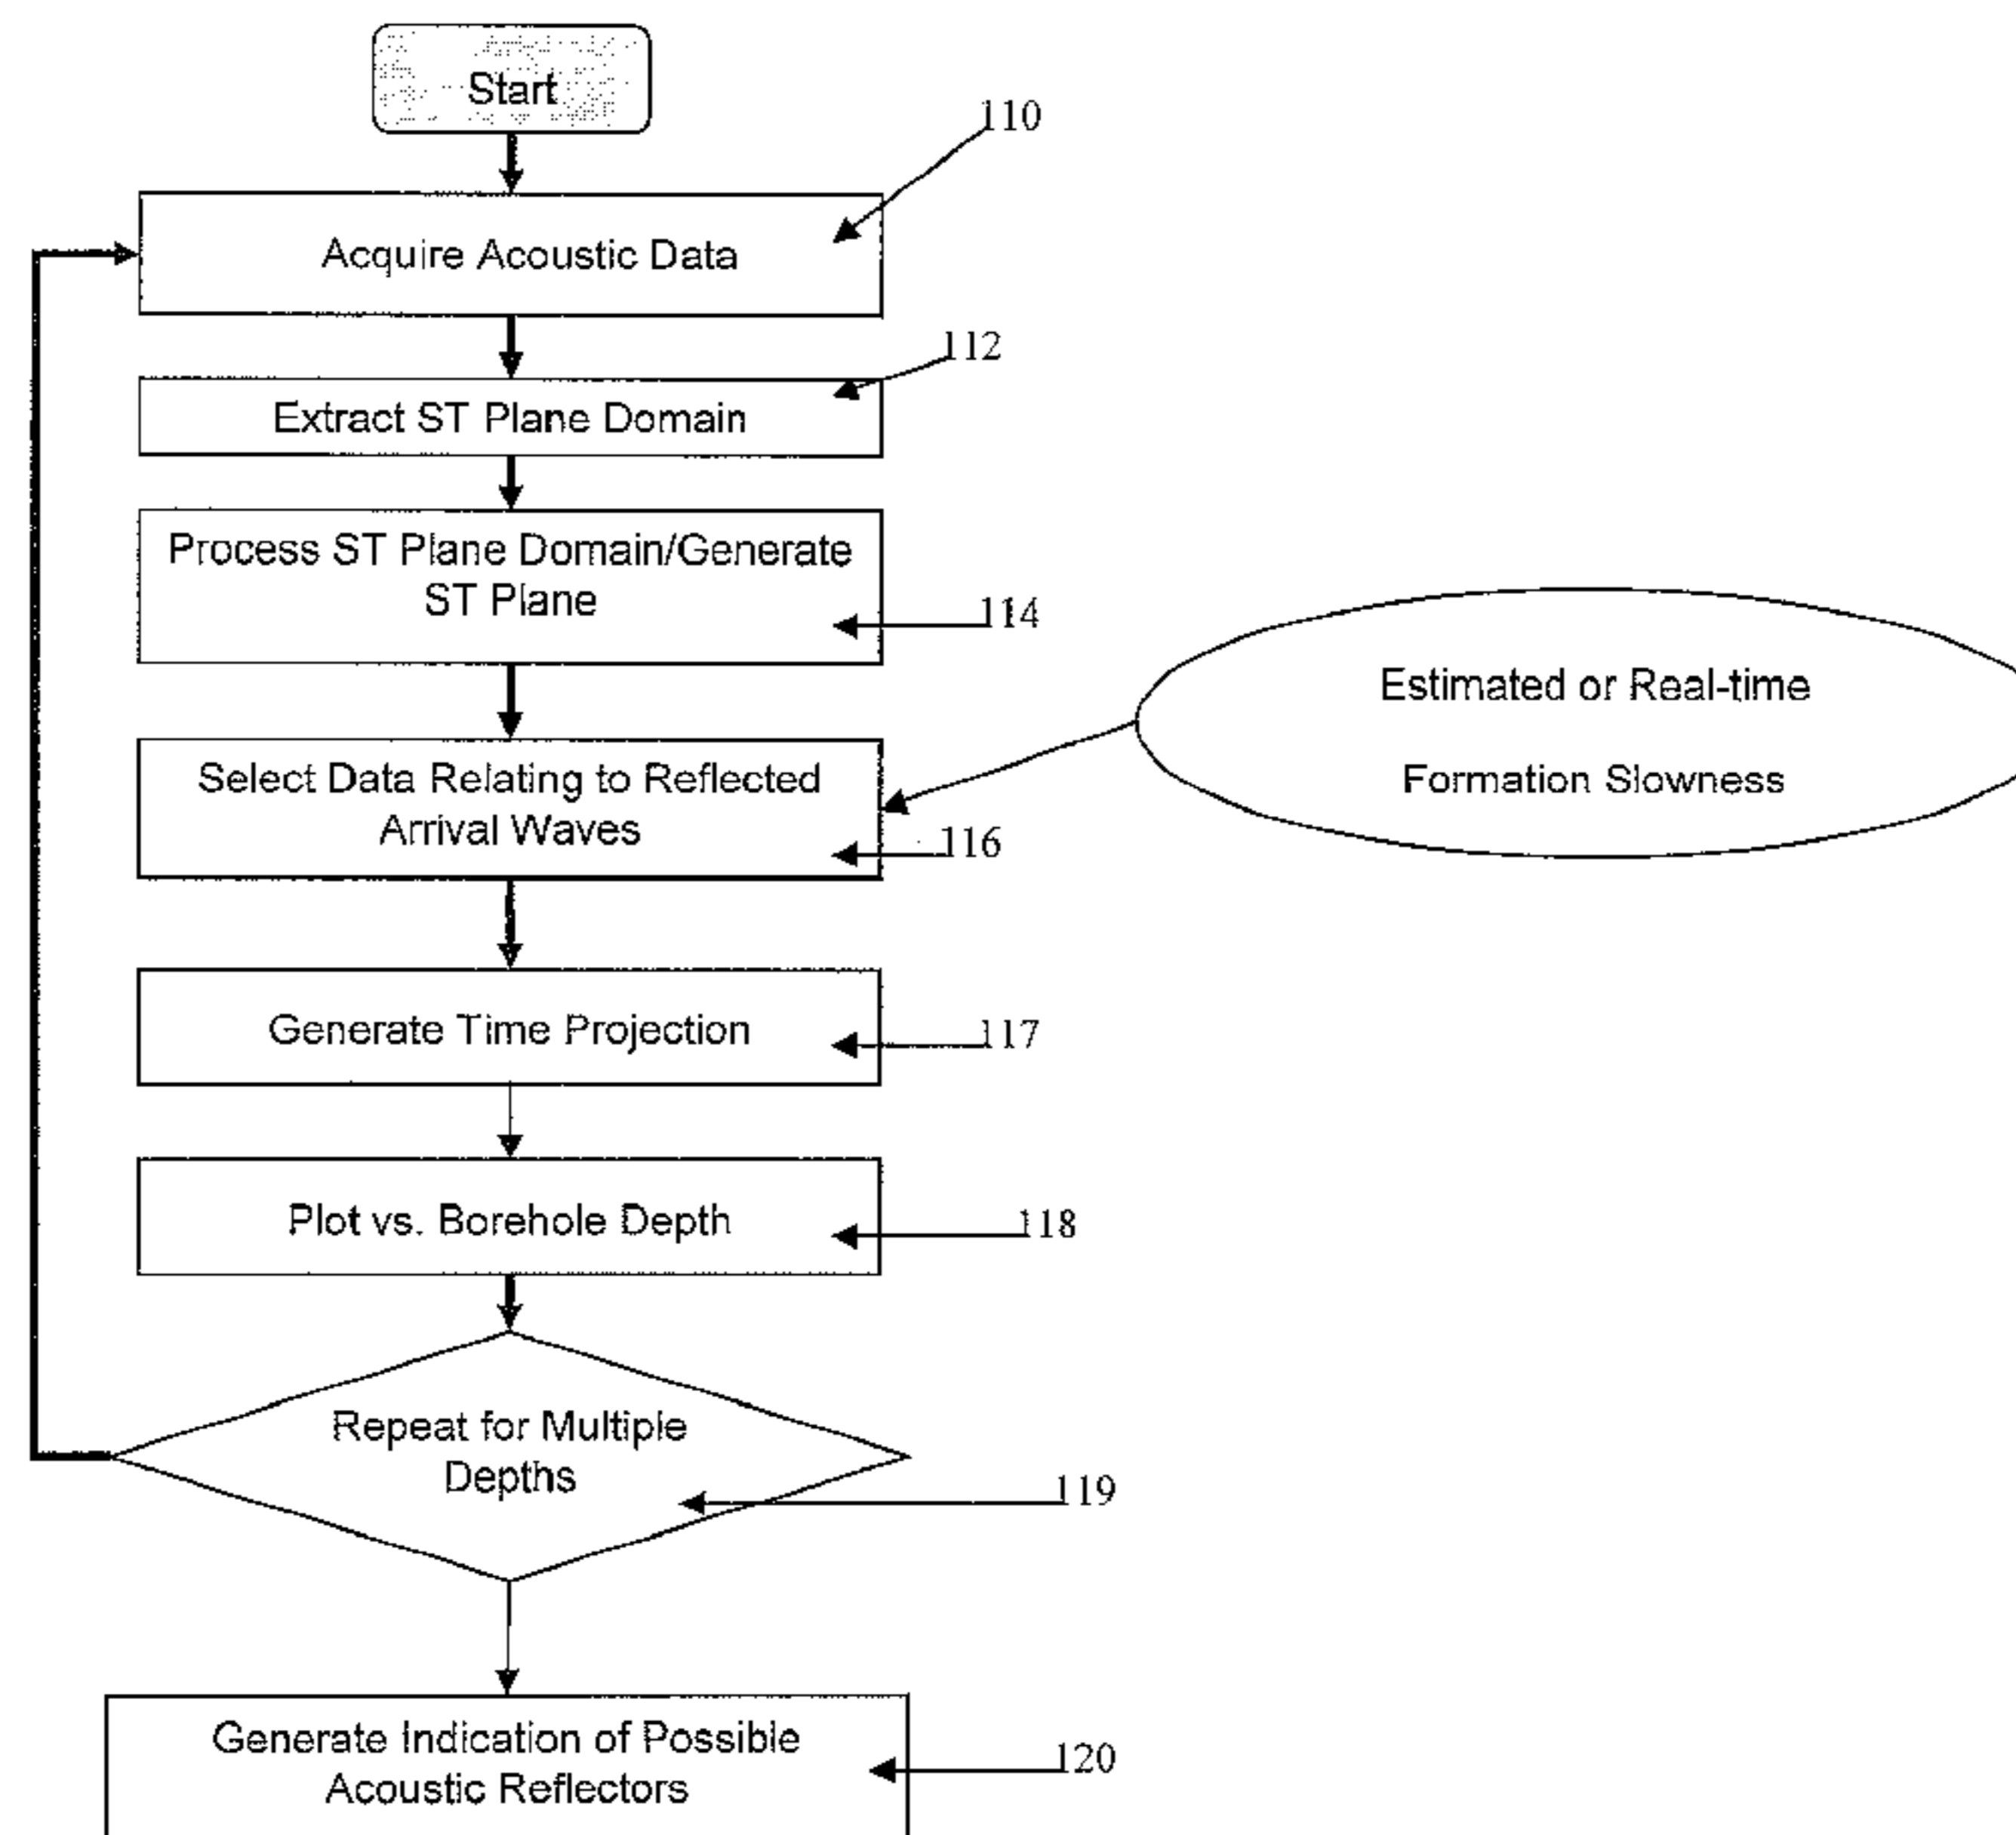 Start
110
Acquire Acoustic Data
112
Extract ST Plane Domain
Process ST Plane Domain/Generate
ST Plane
114
Estimated or Real-time
Formation Slowness
Select Data Relating to Reflected
Arrival Waves
116
Generate Time Projection
117
Plot vs. Borehole Depth
118
Repeat for Multiple
Depths
119
Generate Indication of Possible
Acoustic Reflectors
120